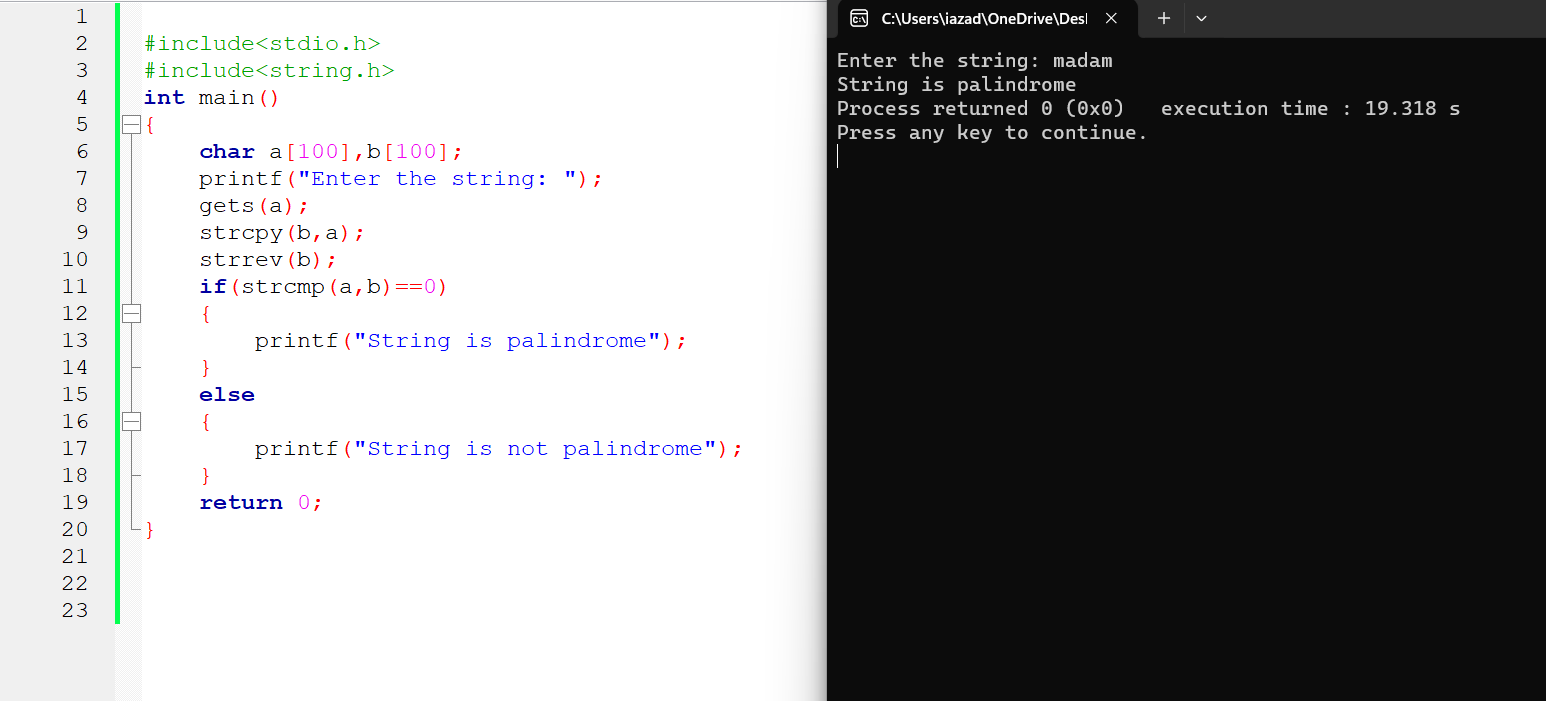 1
2 #include<stdio.h>
3 #include<string.h>
4 int main()
5 {
6 char a[100],b[100];
7 printf("Enter the string: ");
8 gets(a);
9 strcpy(b,a);
10 strrev(b);
11 if(strcmp(a,b)==0)
12 {
13 printf("String is palindrome");
14 }
15 else
16 {
17 printf("String is not palindrome");
18 }
19 return 0;
20 }
21
22
23
C:\Users\iazad\OneDrive\Des
Enter the string: madam
String is palindrome
Process returned 0 (0x0)   execution time : 19.318 s
Press any key to continue.